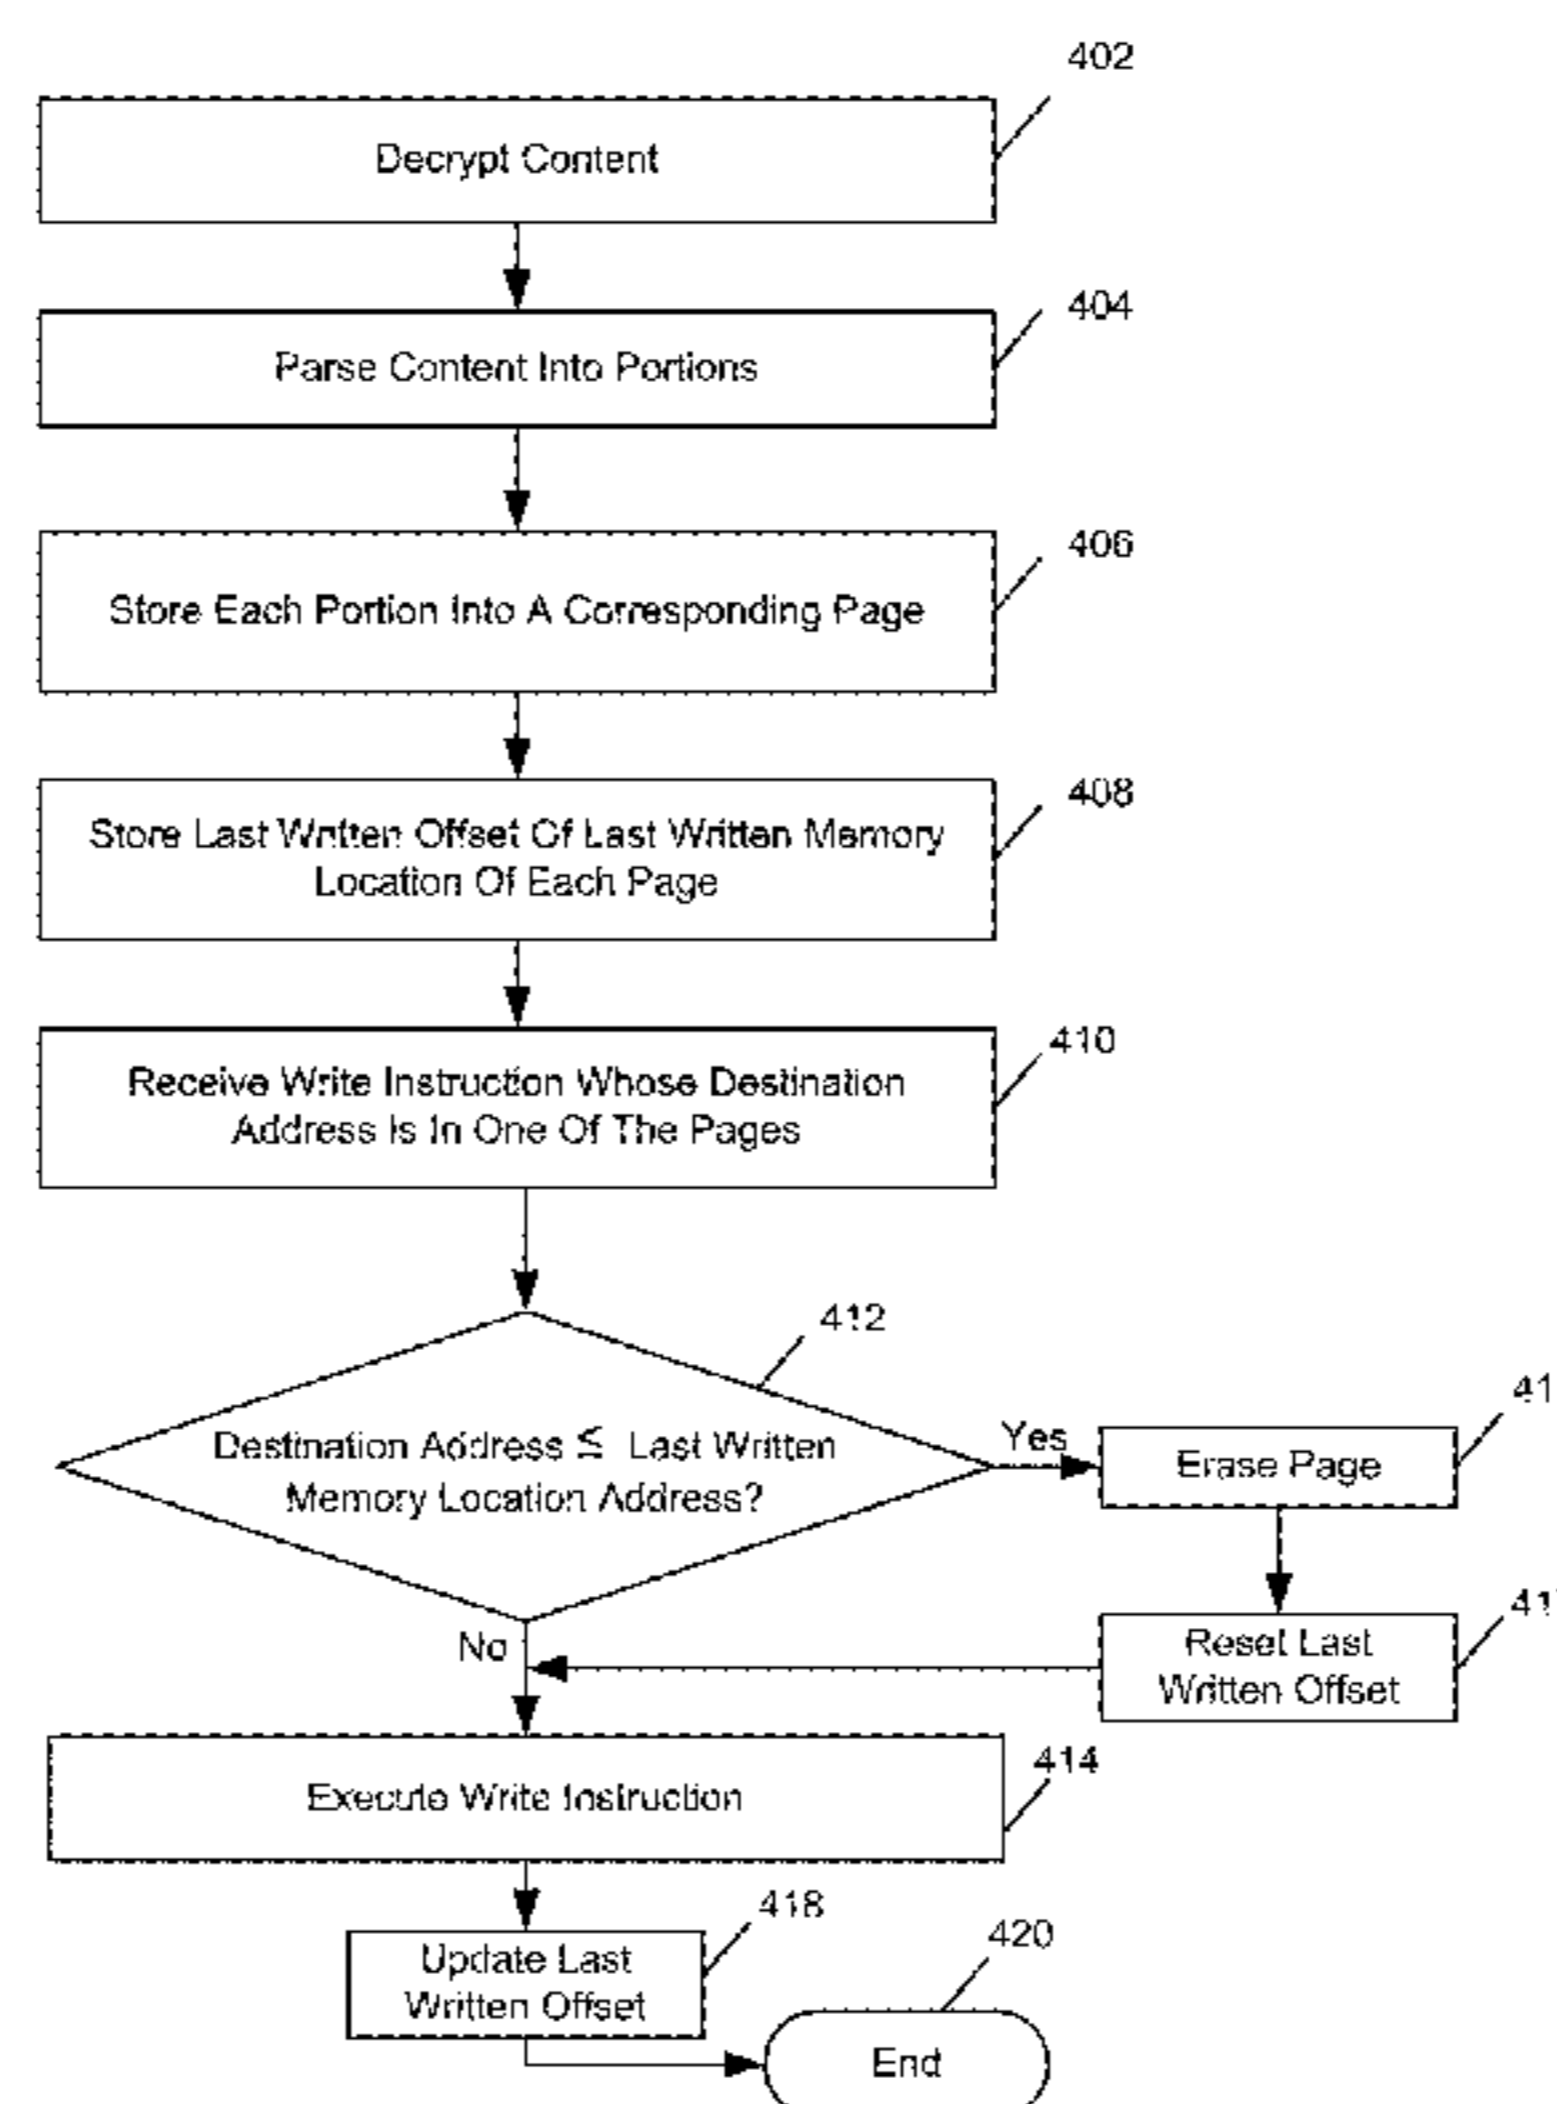 402
Decrypt Content
404
Parse Content Into Portions
406
Store Each Portion Into A Corresponding Page
408
Store Last Written Offset Of Last Written Memory
Location Of Each Page
410
Receive Write Instruction Whose Destination
Address Is In One Of The Pages
412
Destination Address ≤ Last Written
Memory Location Address?
Yes
41
Erase Page
41
Reset Last
Written Offset
No
414
Execute Write Instruction
418
Update Last
Written Offset
420
End